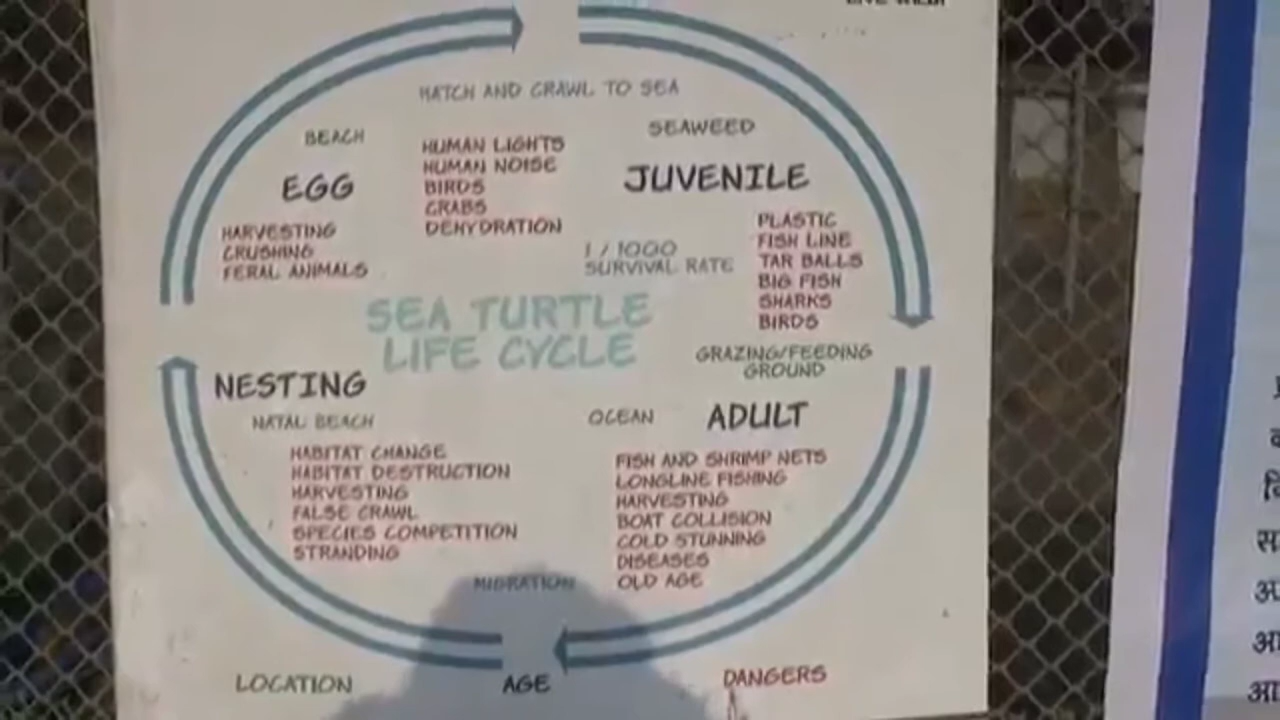 HATCH AND CRAWL TO SEA
BEACH
EGG
HARVESTING
CRUSHING
FERAL ANIMALS
HUMAN LIGHTS
HUMAN NOISE
BIRDS
CRABS
DEHYDRATION
SEAWEED
JUVENILE
1 / 1000
SURVIVAL RATE
PLASTIC
FISH LINE
TAR BALLS
BIG FISH
SHARKS
BIRDS
SEA TURTLE
LIFE CYCLE
GRAZING/FEEDING
GROUND
NESTING
NATAL BEACH
HABITAT CHANGE
HABITAT DESTRUCTION
HARVESTING
FALSE CRAWL
SPECIES COMPETITION
STRANDING
OCEAN
ADULT
FISH AND SHRIMP NETS
LONGLINE FISHING
HARVESTING
BOAT COLLISION
COLD STUNNING
DISEASES
OLD AGE
MIGRATION
LOCATION
AGE
DANGERS